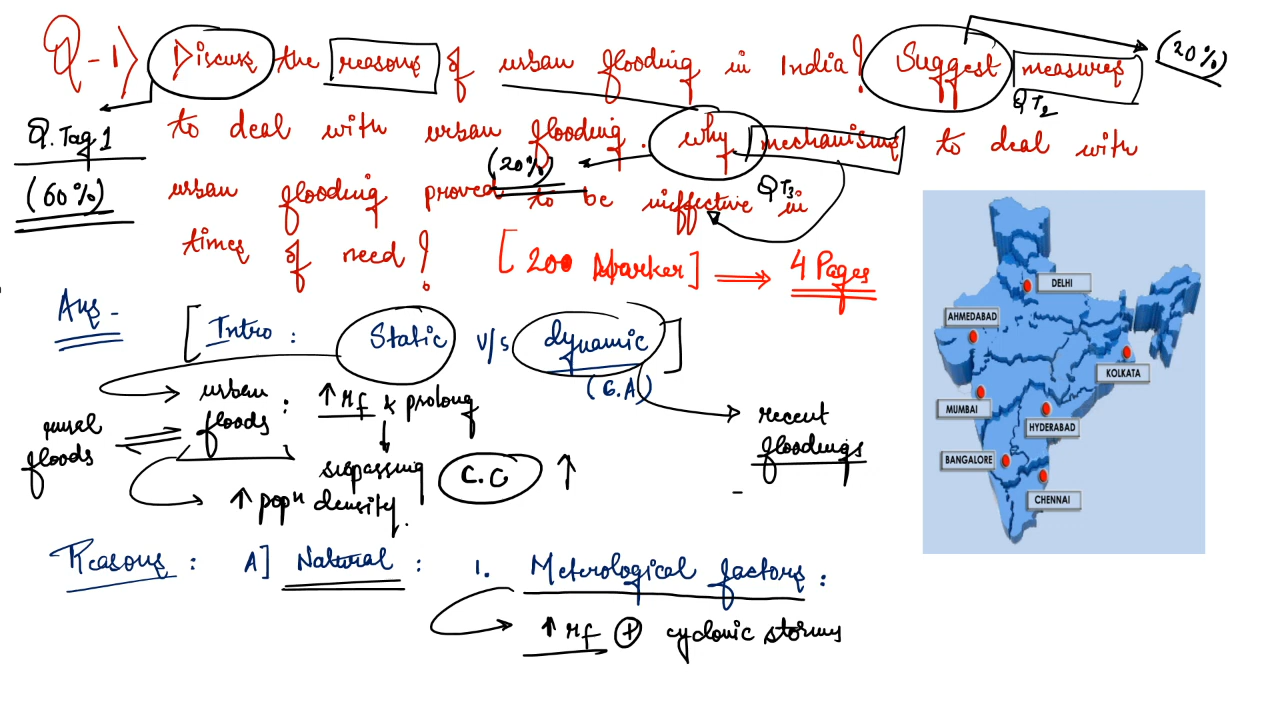 Q-1) Discuss the reasons of urban flooding in India? Suggest measures (20%)
QT2
Q. Tag 1 to deal with urban flooding. why mechanisms to deal with
(60%) (20%) QT3
urban flooding proved to be ineffective in
times of need? [200 Marker] ⟹ 4 Pages
Ans - [Intro : Static v/s dynamic]
(G.A)
rural floods ⇌ urban floods : ↑ Rf & prolong → recent floodings
↓
surpassing C.C ↑
↑ popn density.
Reasons : A] Natural : 1. Meterological factors :
↑ Rf ⊕ cyclonic storms
DELHI
AHMEDABAD
KOLKATA
MUMBAI
HYDERABAD
BANGALORE
CHENNAI